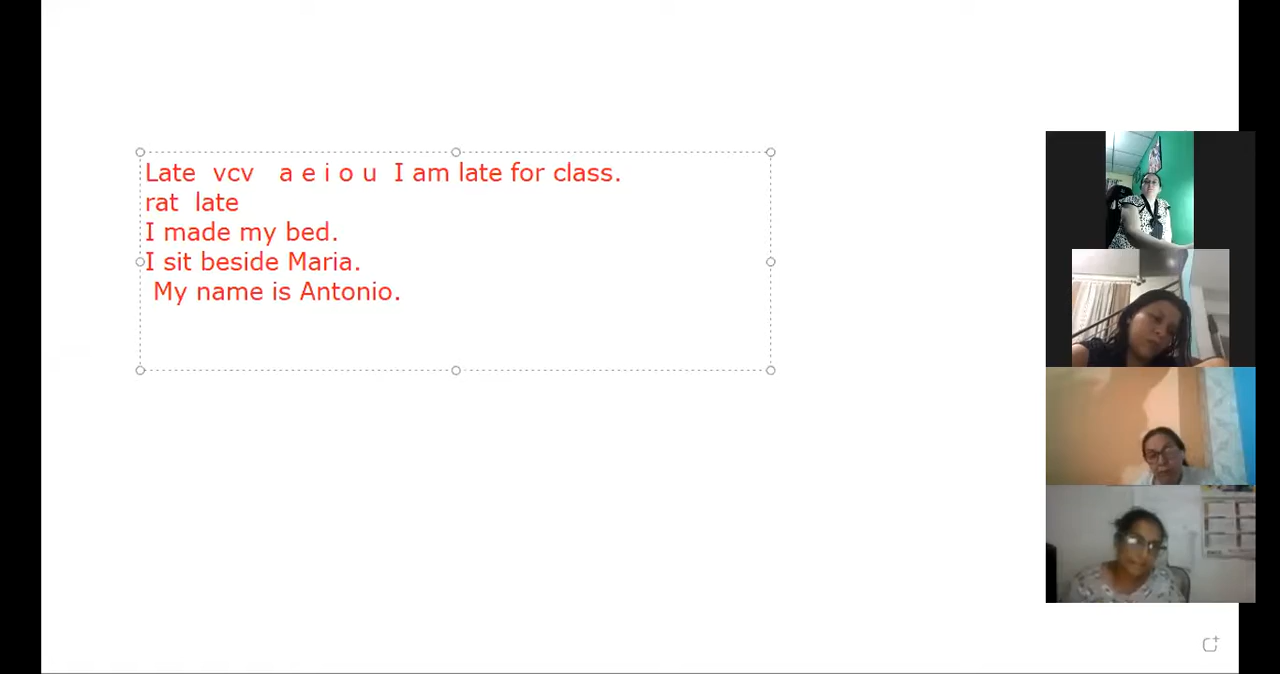 Late vcv a e i o u I am late for class.
rat late
I made my bed.
I sit beside Maria.
My name is Antonio.